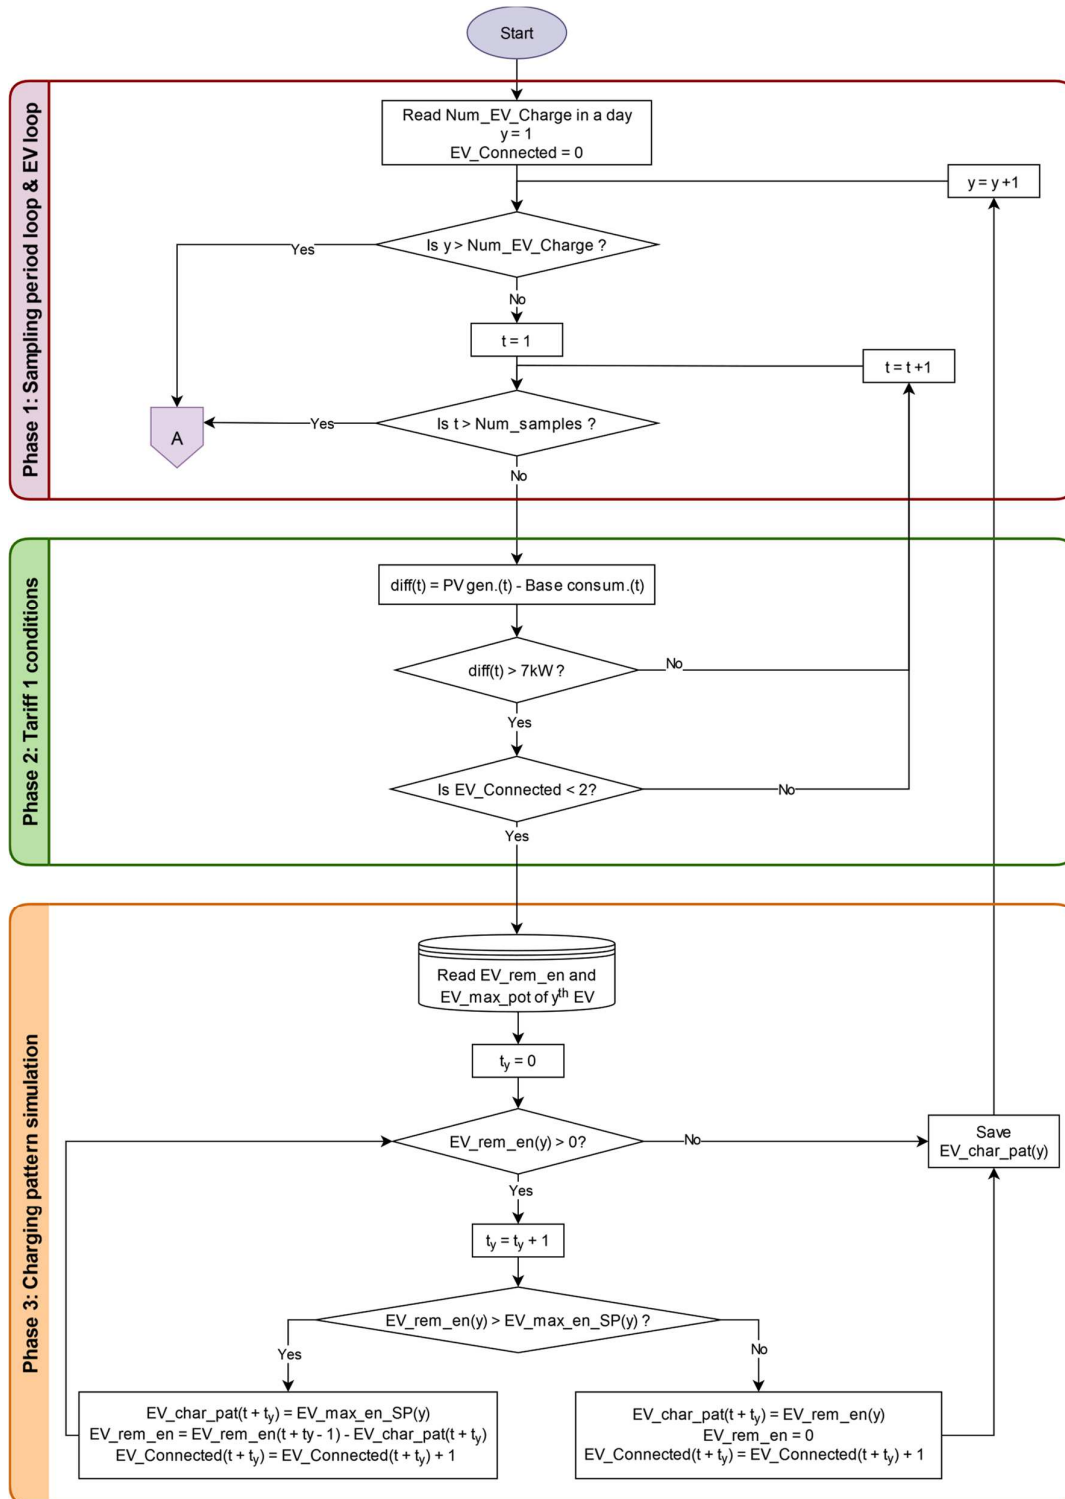 Start
Phase 1: Sampling period loop & EV loop
Read Num_EV_Charge in a day
y = 1
EV_Connected = 0
y = y +1
Is y > Num_EV_Charge ?
Yes
No
t = 1
t = t +1
Is t > Num_samples ?
Yes
A
No
Phase 2: Tariff 1 conditions
diff(t) = PV gen.(t) - Base consum.(t)
diff(t) > 7kW ?
No
Yes
Is EV_Connected < 2?
No
Yes
Phase 3: Charging pattern simulation
Read EV_rem_en and
EV_max_pot of yth EV
ty = 0
EV_rem_en(y) > 0?
No
Save
EV_char_pat(y)
Yes
ty = ty + 1
EV_rem_en(y) > EV_max_en_SP(y) ?
Yes
No
EV_char_pat(t + ty) = EV_max_en_SP(y)
EV_rem_en = EV_rem_en(t + ty - 1) - EV_char_pat(t + ty)
EV_Connected(t + ty) = EV_Connected(t + ty) + 1
EV_char_pat(t + ty) = EV_rem_en(y)
EV_rem_en = 0
EV_Connected(t + ty) = EV_Connected(t + ty) + 1